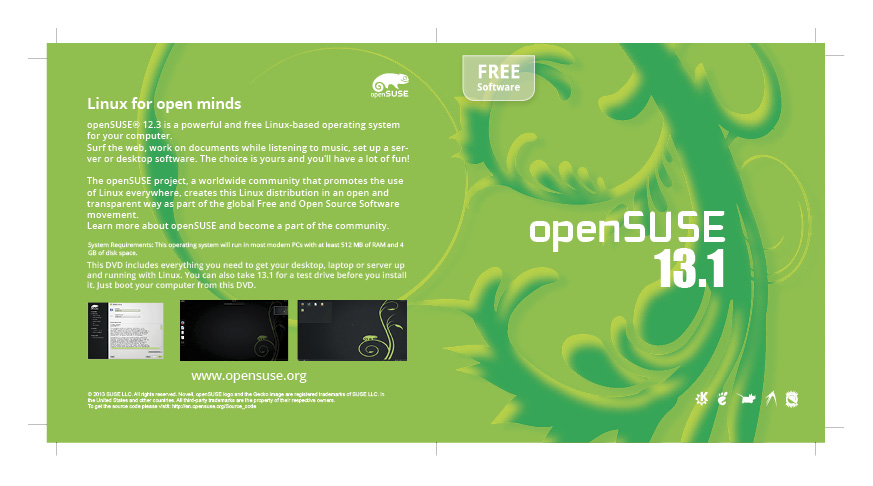 Linux for open minds
openSUSE
openSUSE® 12.3 is a powerful and free Linux-based operating system
for your computer.
Surf the web, work on documents while listening to music, set up a ser-
ver or desktop software. The choice is yours and you'll have a lot of fun!
The openSUSE project, a worldwide community that promotes the use
of Linux everywhere, creates this Linux distribution in an open and
transparent way as part of the global Free and Open Source Software
movement.
Learn more about openSUSE and become a part of the community.
System Requirements: This operating system will run in most modern PCs with at least 512 MB of RAM and 4
GB of disk space.
This DVD includes everything you need to get your desktop, laptop or server up
and running with Linux. You can also take 13.1 for a test drive before you install
it. Just boot your computer from this DVD.
www.opensuse.org
© 2013 SUSE LLC. All rights reserved. Novell, openSUSE logo and the Gecko image are registered trademarks of SUSE LLC. in
the United States and other countries. All third-party trademarks are the property of their respective owners.
To get the source code please visit: http://en.opensuse.org/Source_code
FREE
Software
openSUSE
13.1